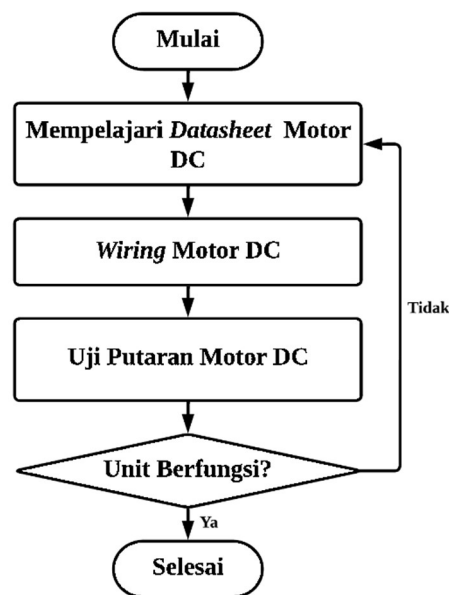 Mulai
Mempelajari Datasheet Motor
DC
Wiring Motor DC
Uji Putaran Motor DC
Tidak
Unit Berfungsi?
Ya
Selesai